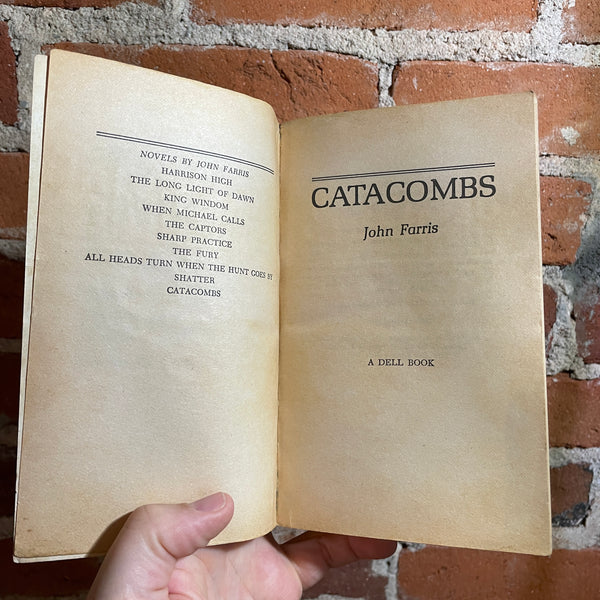 NOVELS BY JOHN FARRIS
HARRISON HIGH
THE LONG LIGHT OF DAWN
KING WINDOM
WHEN MICHAEL CALLS
THE CAPTORS
SHARP PRACTICE
THE FURY
ALL HEADS TURN WHEN THE HUNT GOES BY
SHATTER
CATACOMBS
CATACOMBS
John Farris
A DELL BOOK